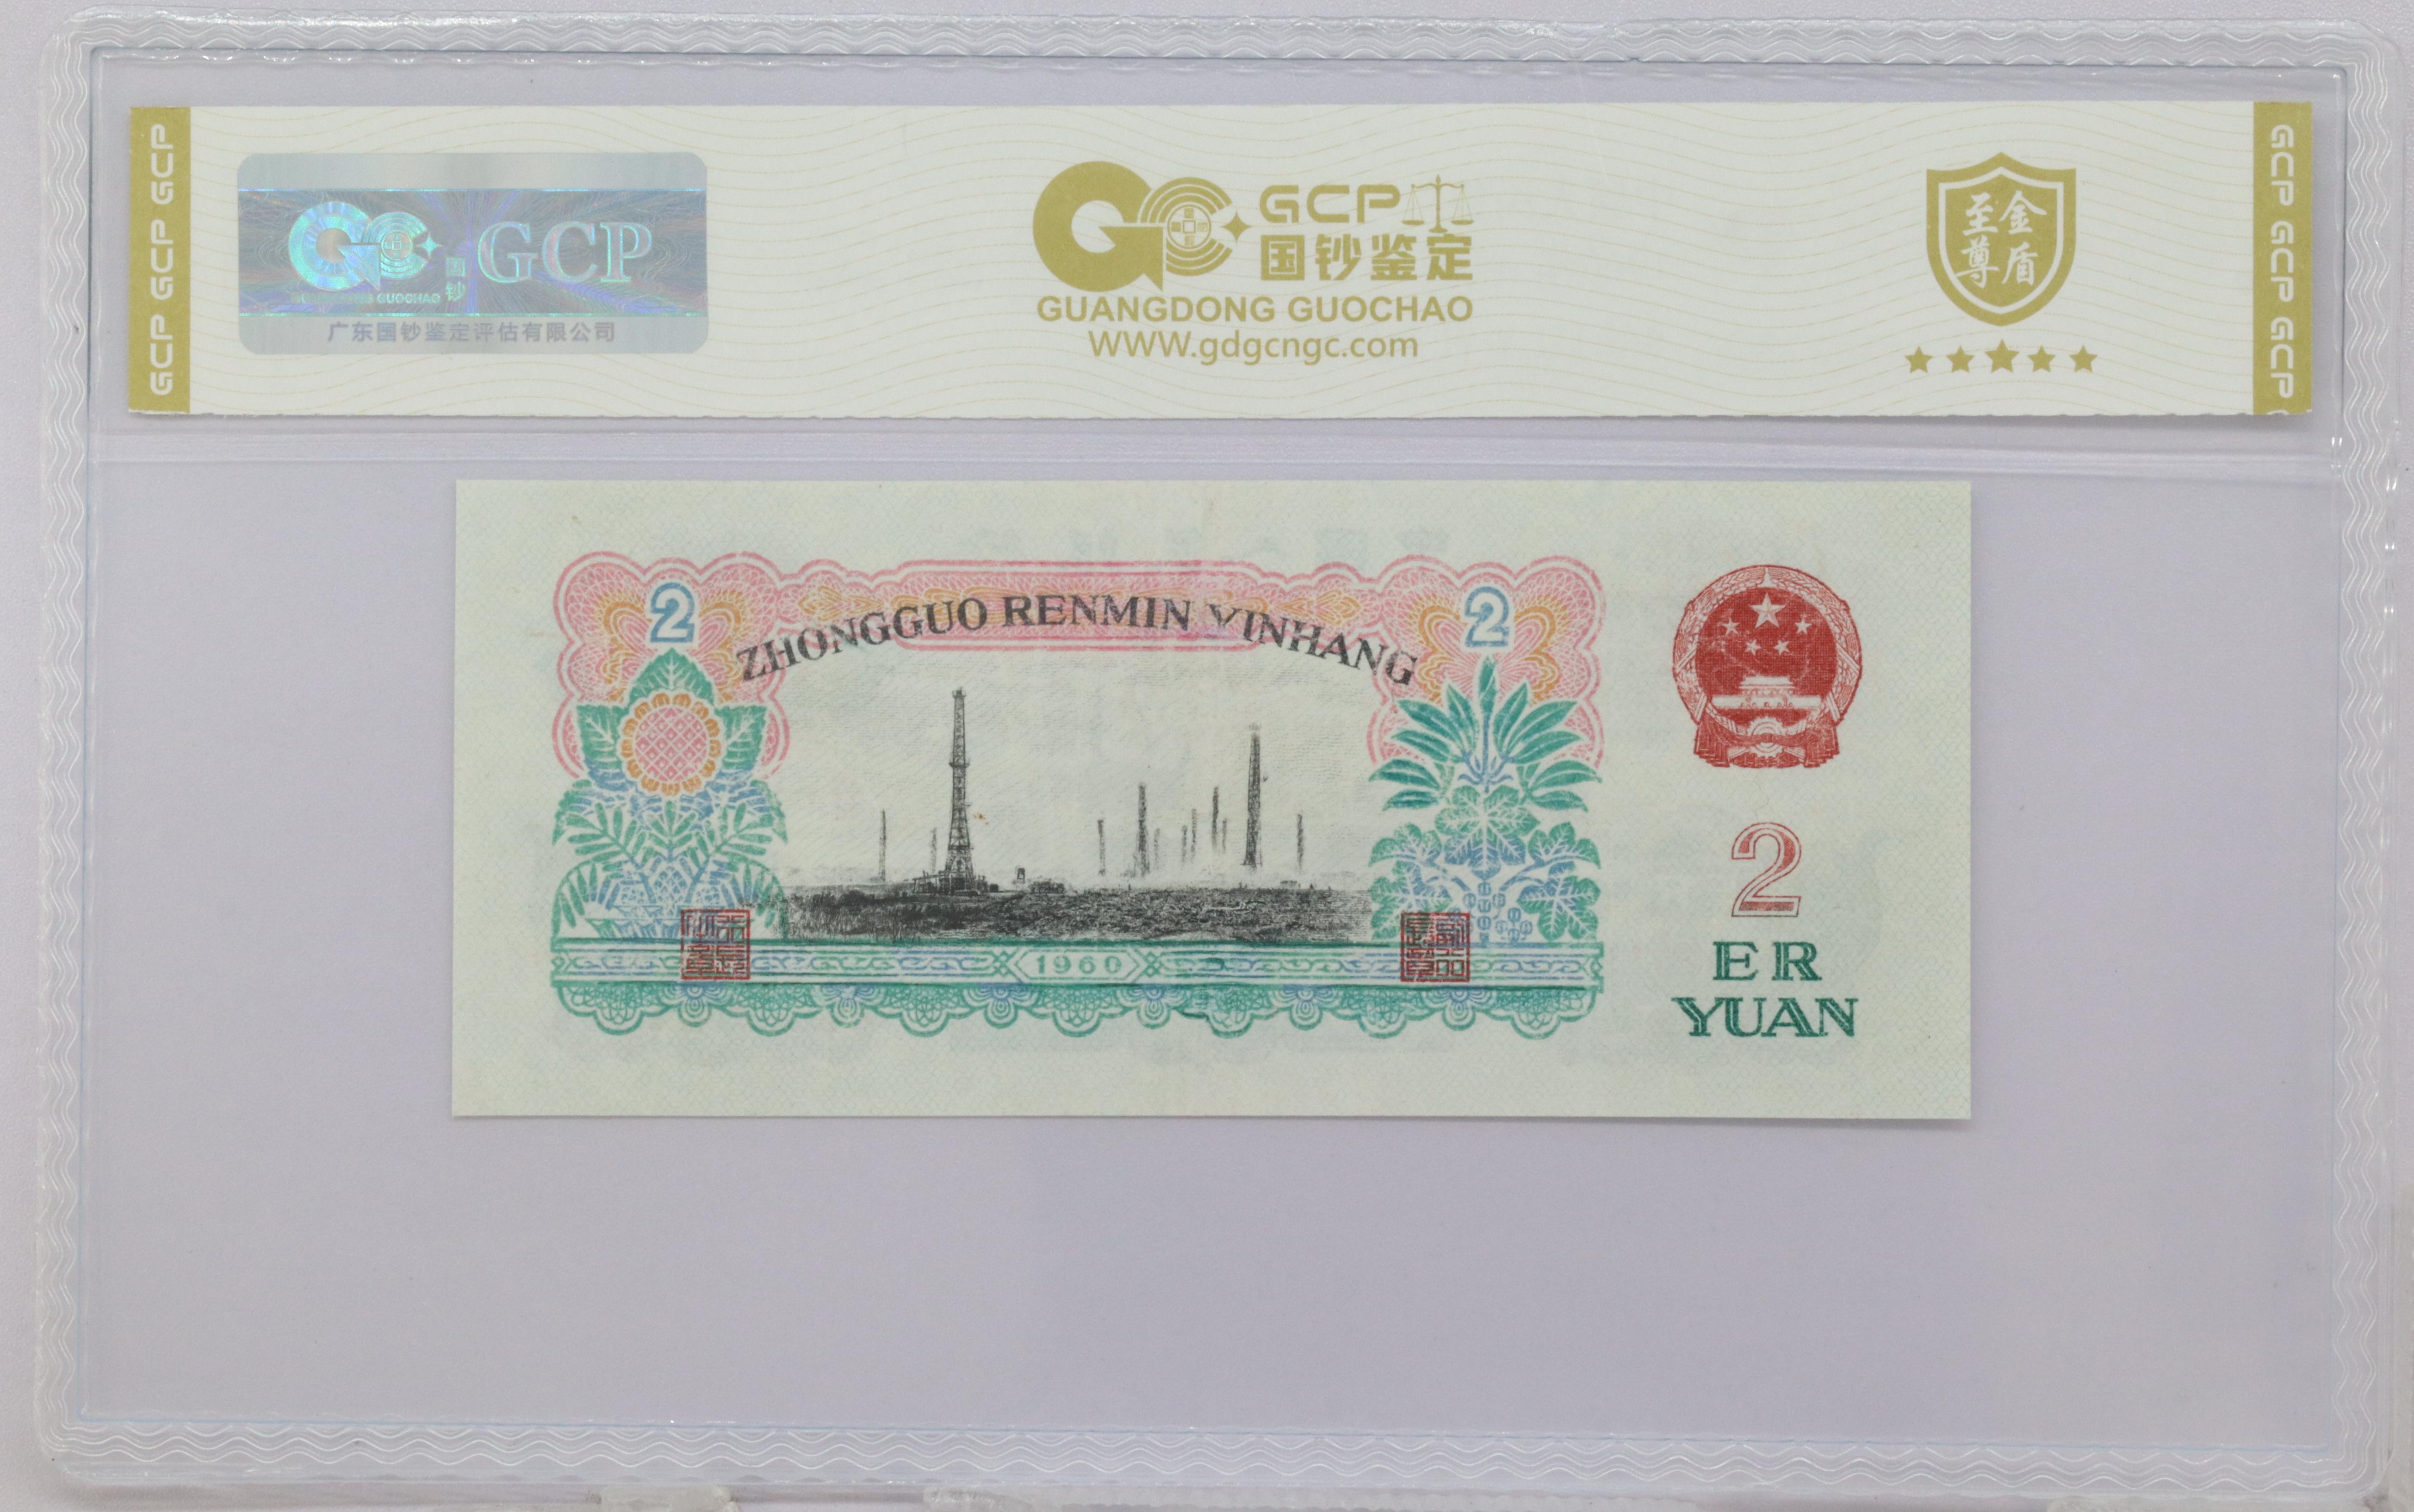 GCP GCP GCP
GCP
国钞
GUANGDONG GUOCHAO
广东国钞鉴定评估有限公司
GCP
国钞鉴定
GUANGDONG GUOCHAO
WWW.gdgcngc.com
至尊
金盾
GCP GCP GCP
2
2
ZHONGGUO RENMIN YINHANG
1960
2
ER
YUAN